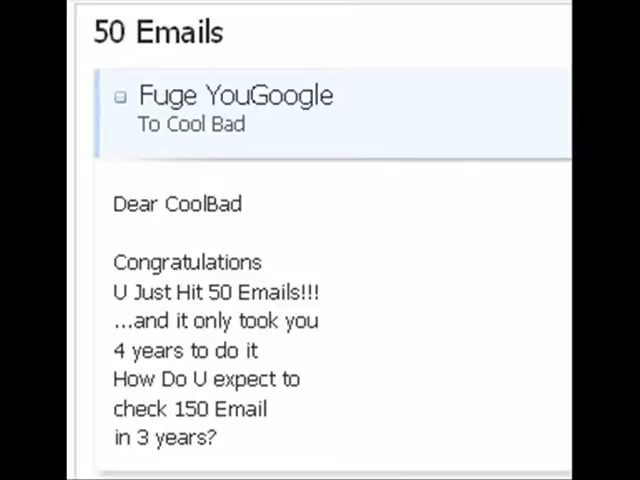 50 Emails
Fuge YouGoogle
To Cool Bad
Dear CoolBad
Congratulations
U Just Hit 50 Emails!!!
...and it only took you
4 years to do it
How Do U expect to
check 150 Email
in 3 years?